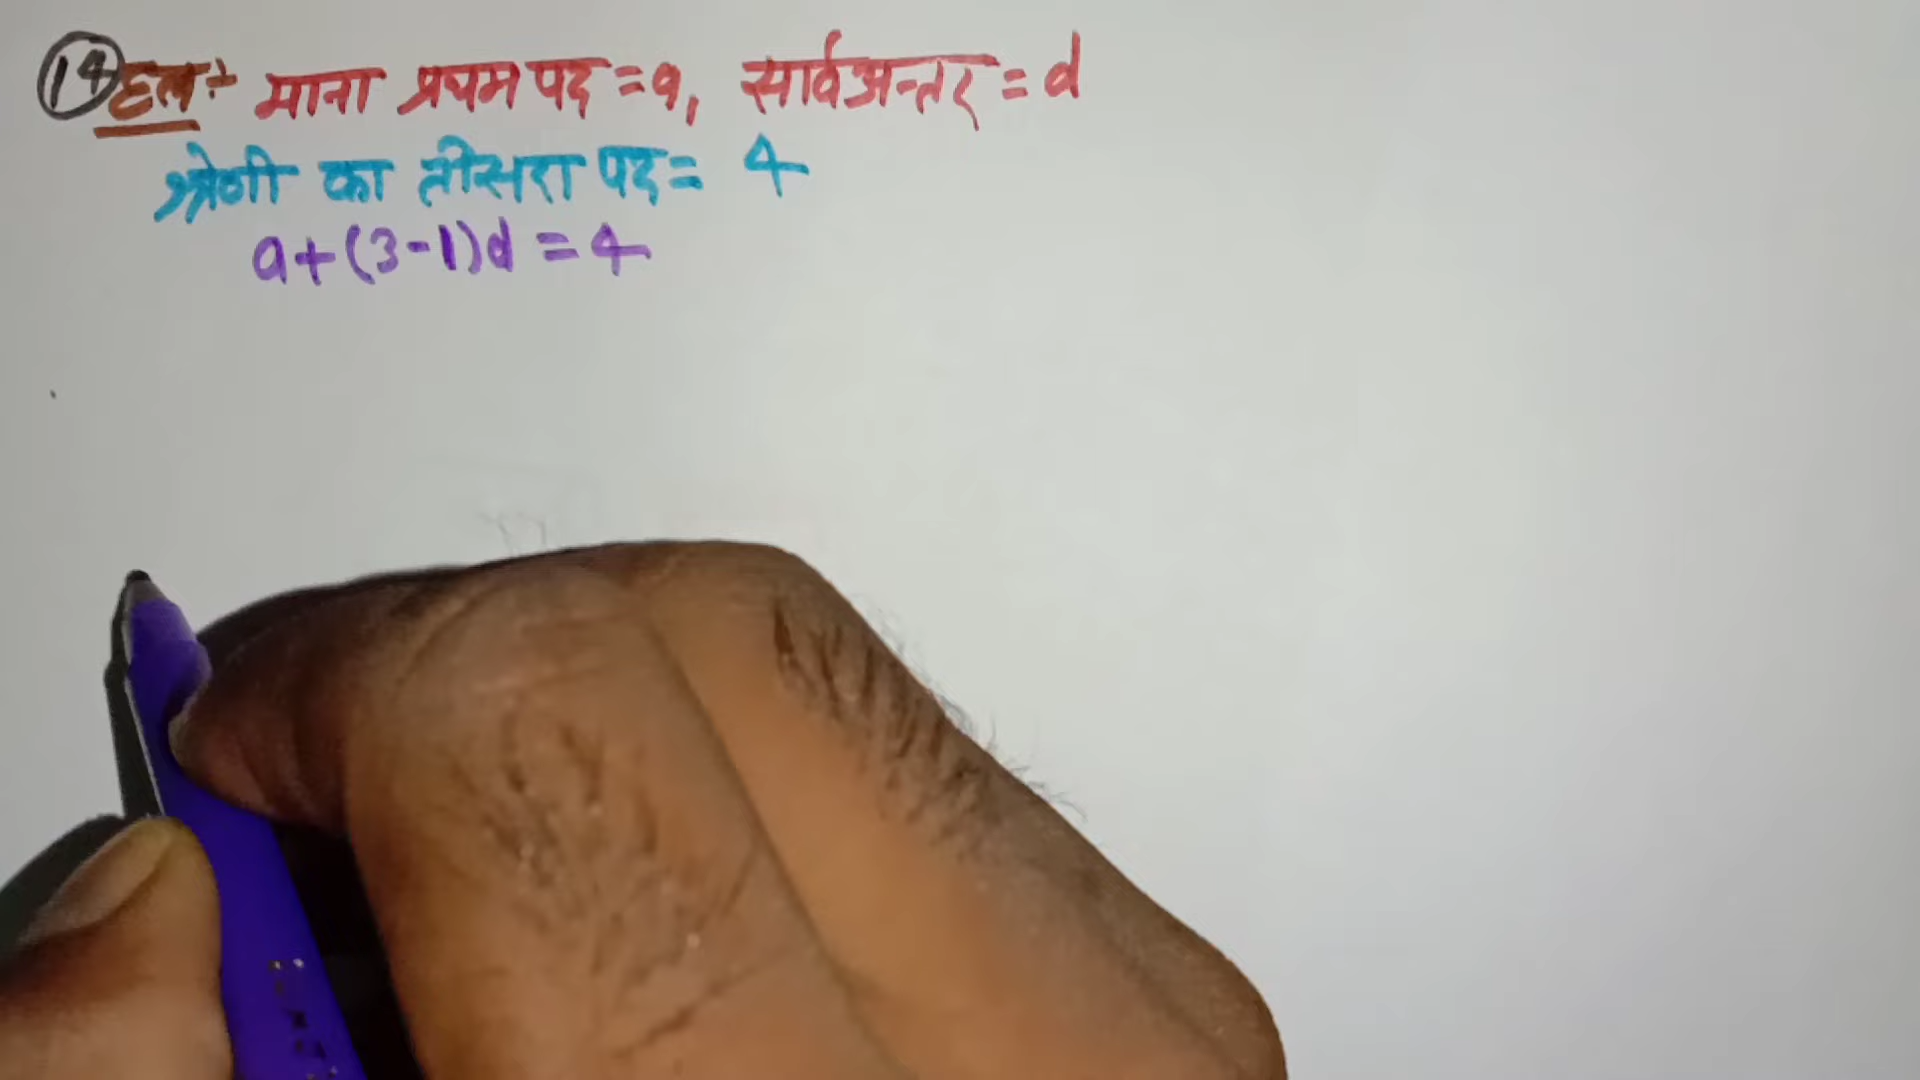 14 हल÷ माना प्रथम पद = a, सार्वअन्तर = d
श्रेणी का तीसरा पद = 4
a+(3-1)d = 4